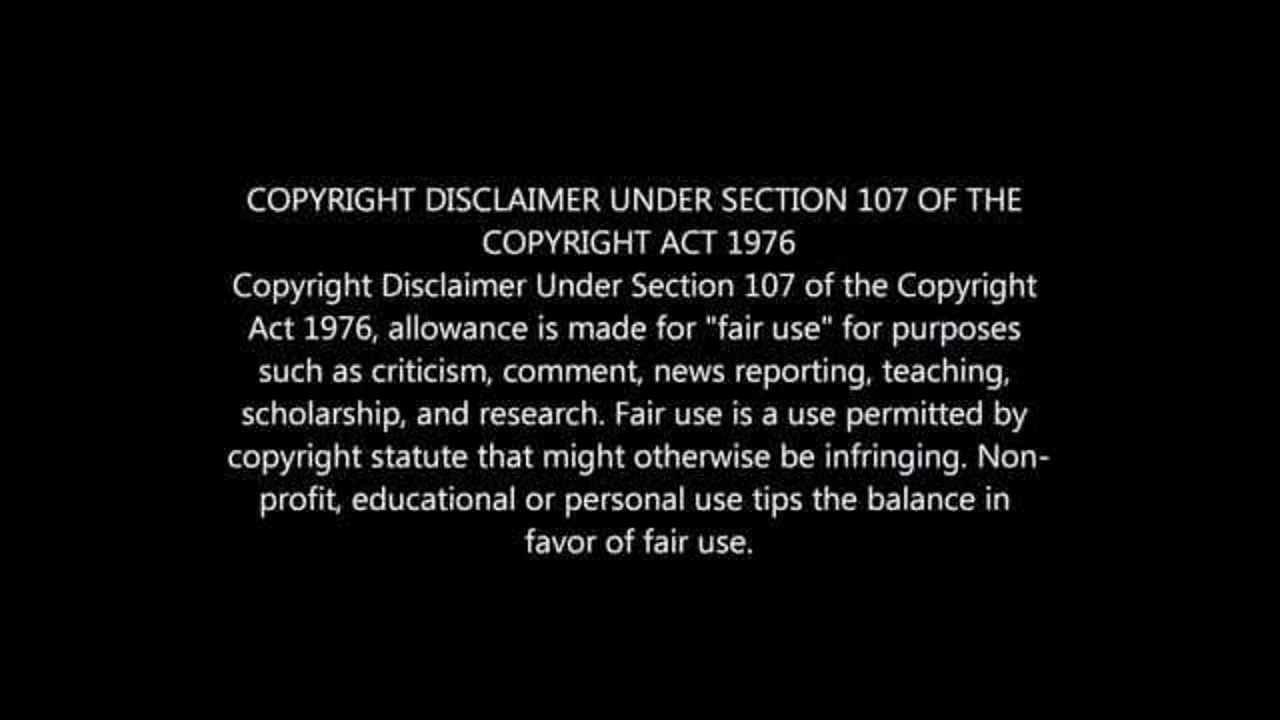 COPYRIGHT DISCLAIMER UNDER SECTION 107 OF THE
COPYRIGHT ACT 1976
Copyright Disclaimer Under Section 107 of the Copyright
Act 1976, allowance is made for "fair use" for purposes
such as criticism, comment, news reporting, teaching,
scholarship, and research. Fair use is a use permitted by
copyright statute that might otherwise be infringing. Non-
profit, educational or personal use tips the balance in
favor of fair use.